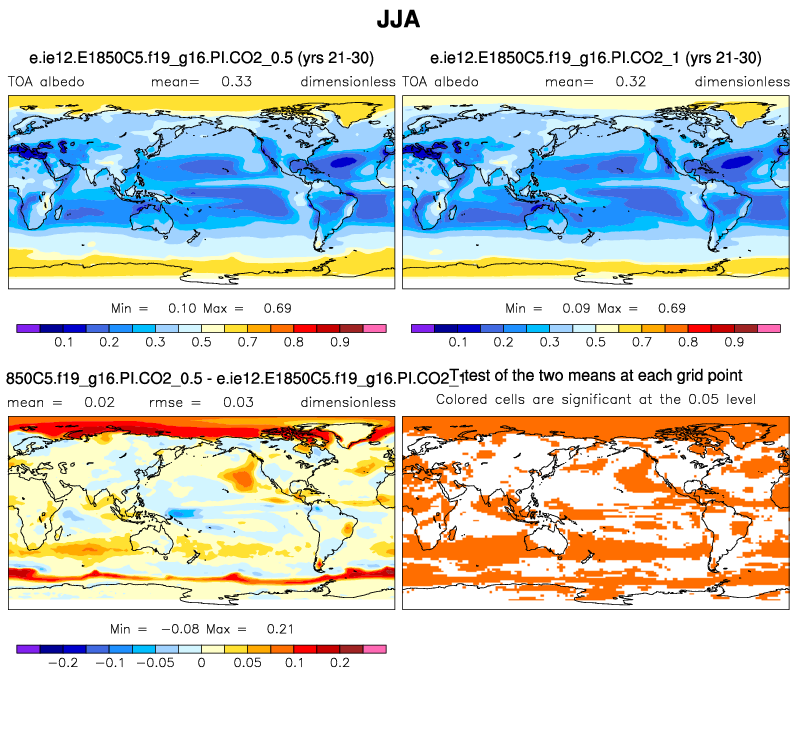 JJA
e.ie12.E1850C5.f19_g16.PI.CO2_0.5 (yrs 21-30)
e.ie12.E1850C5.f19_g16.PI.CO2_1 (yrs 21-30)
TOA albedo mean= 0.33 dimensionless
TOA albedo mean= 0.32 dimensionless
Min = 0.10 Max = 0.69
Min = 0.09 Max = 0.69
0.1 0.2 0.3 0.5 0.7 0.8 0.9
0.1 0.2 0.3 0.5 0.7 0.8 0.9
850C5.f19_g16.PI.CO2_0.5 - e.ie12.E1850C5.f19_g16.PI.CO2_1
T-test of the two means at each grid point
mean = 0.02 rmse = 0.03 dimensionless
Colored cells are significant at the 0.05 level
Min = -0.08 Max = 0.21
-0.2 -0.1 -0.05 0 0.05 0.1 0.2